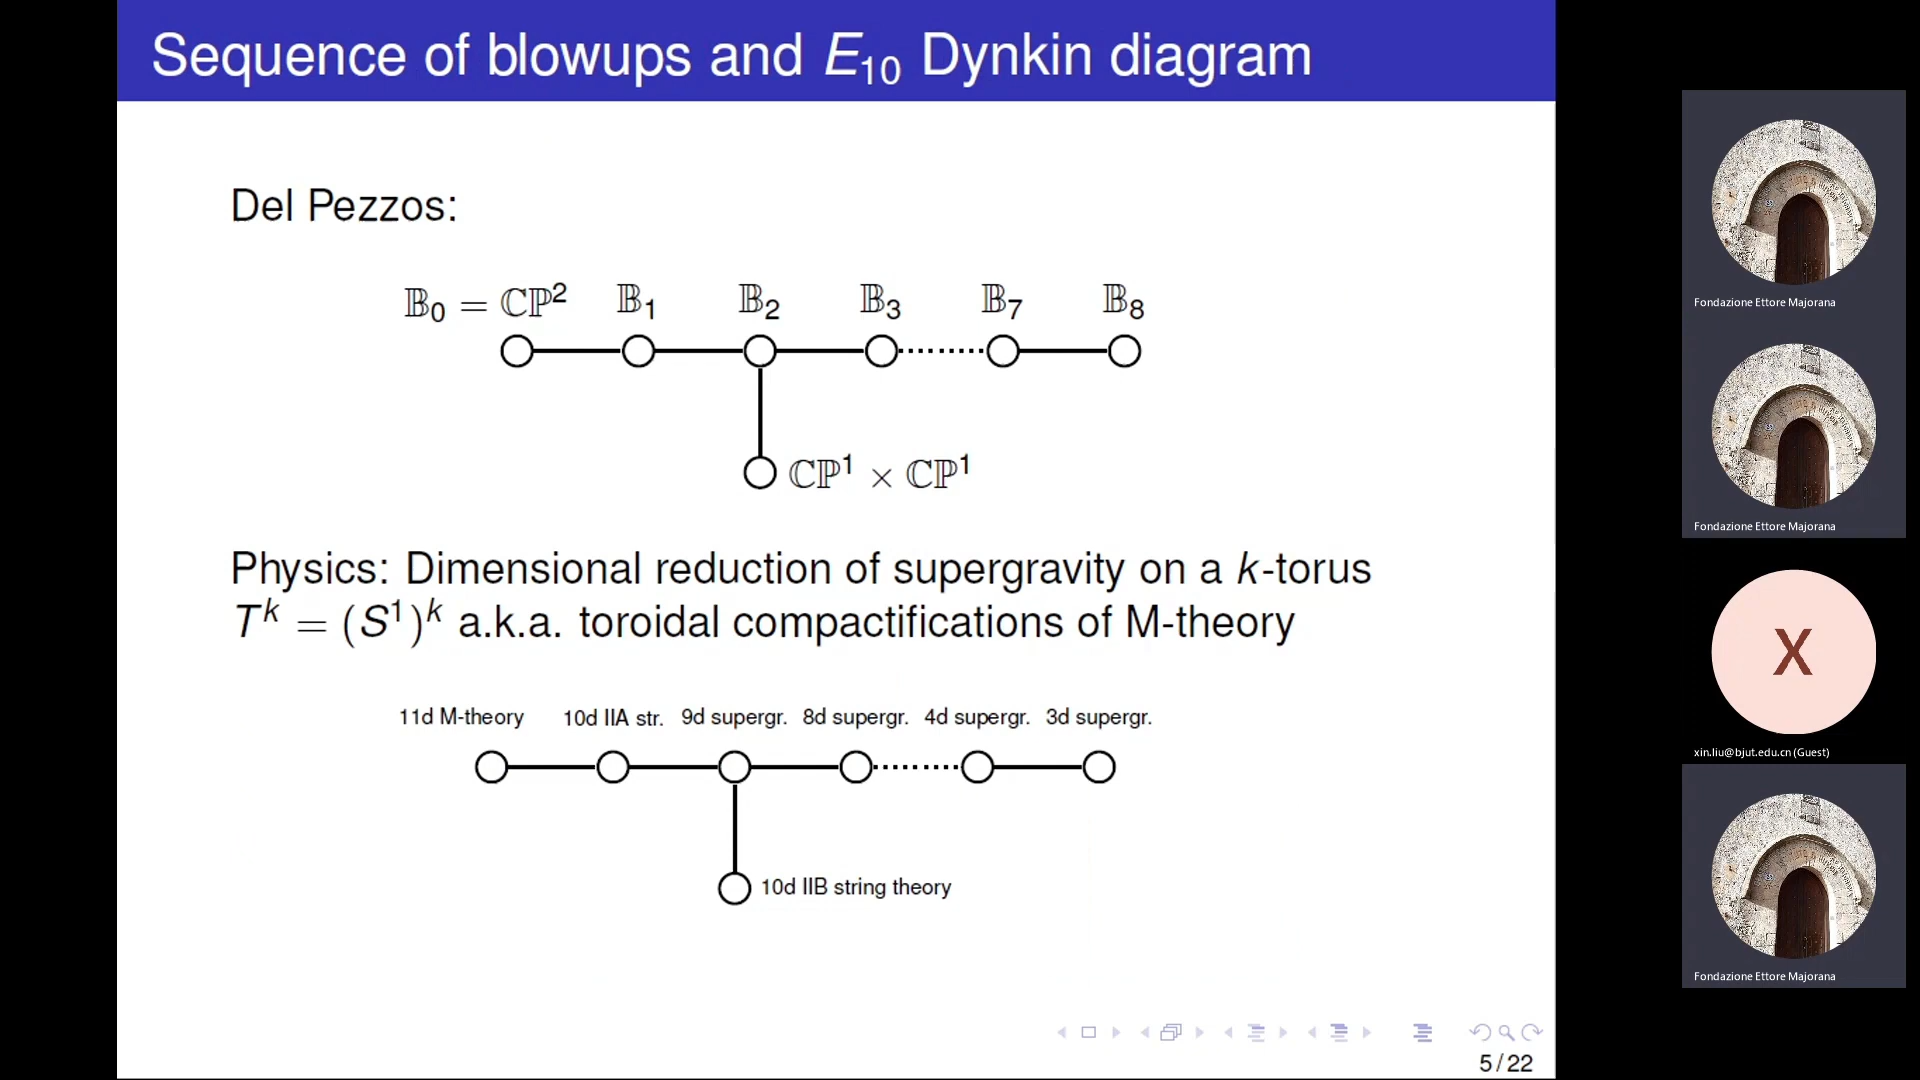 Sequence of blowups and E₁₀ Dynkin diagram
Del Pezzos:
𝔹₀ = ℂℙ² 𝔹₁ 𝔹₂ 𝔹₃ 𝔹₇ 𝔹₈
ℂℙ¹ × ℂℙ¹
Physics: Dimensional reduction of supergravity on a k-torus
Tᵏ = (S¹)ᵏ a.k.a. toroidal compactifications of M-theory
11d M-theory 10d IIA str. 9d supergr. 8d supergr. 4d supergr. 3d supergr.
10d IIB string theory
5/22
Fondazione Ettore Majorana
Fondazione Ettore Majorana
X
xin.liu@bjut.edu.cn (Guest)
Fondazione Ettore Majorana